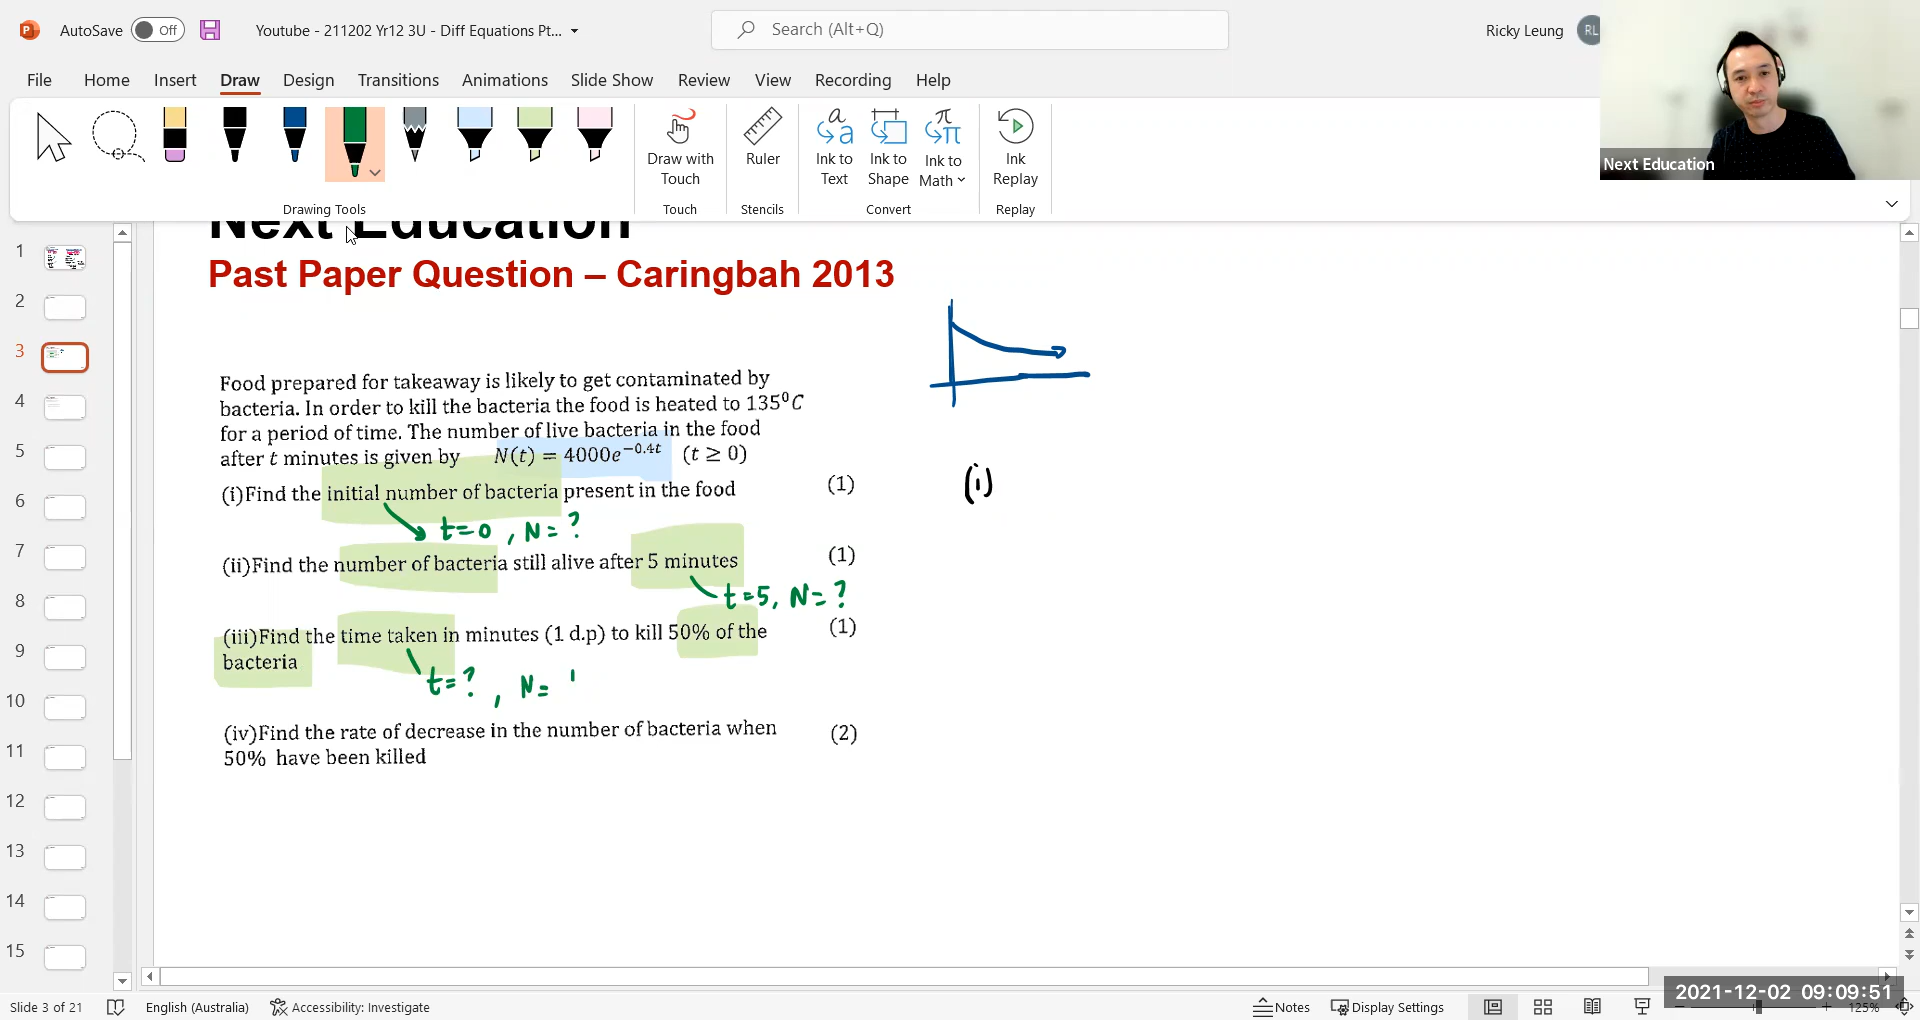 AutoSave Off Youtube - 211202 Yr12 3U - Diff Equations Pt... Search (Alt+Q) Ricky Leung RL
File Home Insert Draw Design Transitions Animations Slide Show Review View Recording Help
Draw with Touch
Ruler
Ink to Text
Ink to Shape
Ink to Math
Ink Replay
Drawing Tools Touch Stencils Convert Replay
Next Education
Next Education
Past Paper Question – Caringbah 2013
Food prepared for takeaway is likely to get contaminated by
bacteria. In order to kill the bacteria the food is heated to 135⁰C
for a period of time. The number of live bacteria in the food
after t minutes is given by N(t) = 4000e^−0.4t (t ≥ 0)
(i)Find the initial number of bacteria present in the food (1)
(i)
t=0 , N= ?
(ii)Find the number of bacteria still alive after 5 minutes (1)
t=5, N= ?
(iii)Find the time taken in minutes (1 d.p) to kill 50% of the (1)
bacteria
t=? , N=
(iv)Find the rate of decrease in the number of bacteria when (2)
50% have been killed
1
2
3
4
5
6
7
8
9
10
11
12
13
14
15
Slide 3 of 21 English (Australia) Accessibility: Investigate Notes Display Settings 125%
2021-12-02 09:09:51